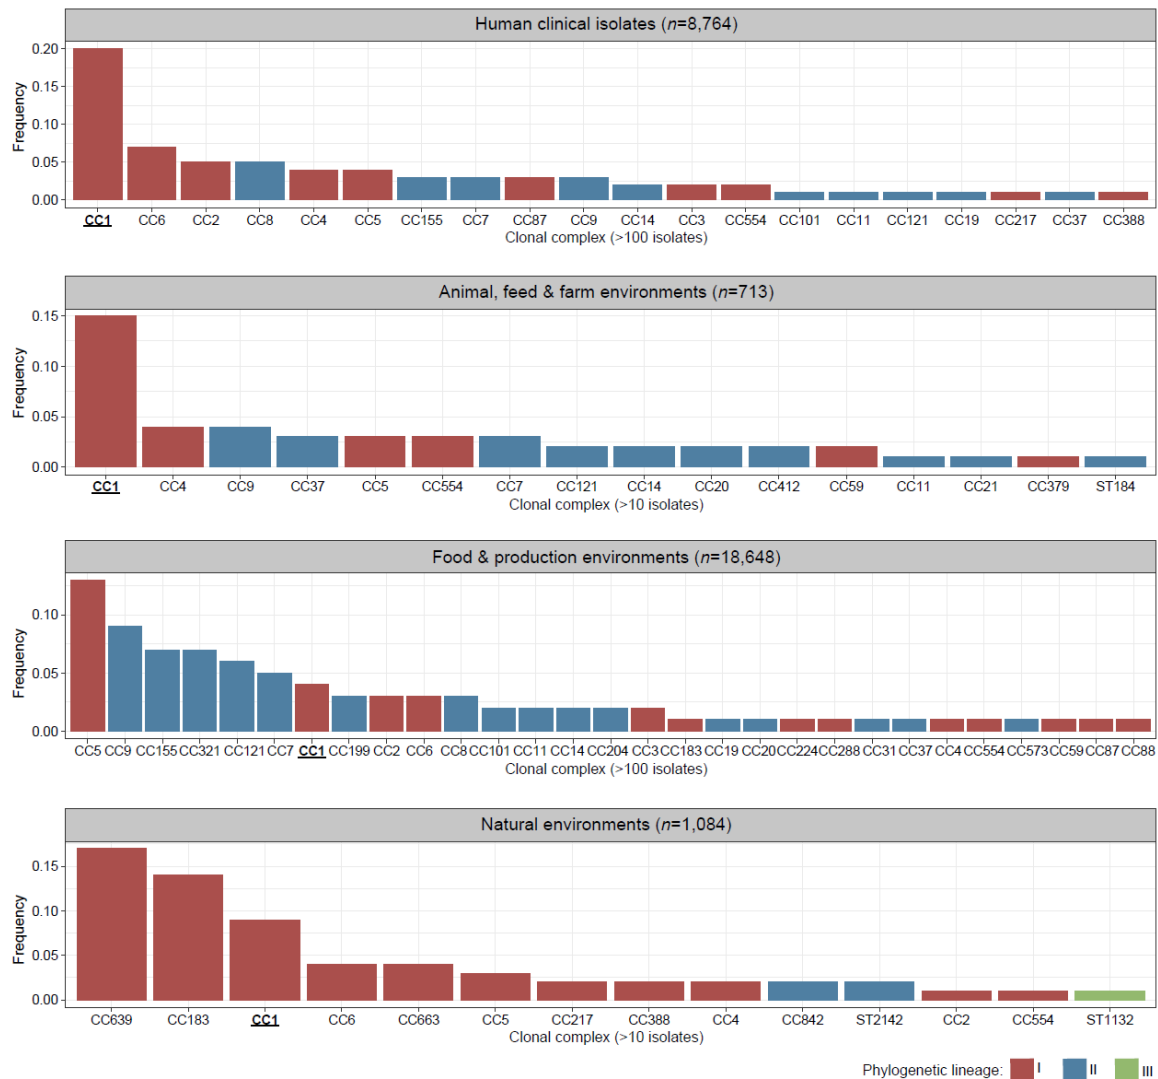 Human clinical isolates (n=8,764)
Frequency
0.20
0.15
0.10
0.05
0.00
CC1 CC6 CC2 CC8 CC4 CC5 CC155 CC7 CC87 CC9 CC14 CC3 CC554 CC101 CC11 CC121 CC19 CC217 CC37 CC388
Clonal complex (>100 isolates)
Animal, feed & farm environments (n=713)
Frequency
0.15
0.10
0.05
0.00
CC1 CC4 CC9 CC37 CC5 CC554 CC7 CC121 CC14 CC20 CC412 CC59 CC11 CC21 CC379 ST184
Clonal complex (>10 isolates)
Food & production environments (n=18,648)
Frequency
0.10
0.05
0.00
CC5 CC9 CC155 CC321 CC121 CC7 CC1 CC199 CC2 CC6 CC8 CC101 CC11 CC14 CC204 CC3 CC183 CC19 CC20 CC224 CC288 CC31 CC37 CC4 CC554 CC573 CC59 CC87 CC88
Clonal complex (>100 isolates)
Natural environments (n=1,084)
Frequency
0.15
0.10
0.05
0.00
CC639 CC183 CC1 CC6 CC663 CC5 CC217 CC388 CC4 CC842 ST2142 CC2 CC554 ST1132
Clonal complex (>10 isolates)
Phylogenetic lineage: I II III